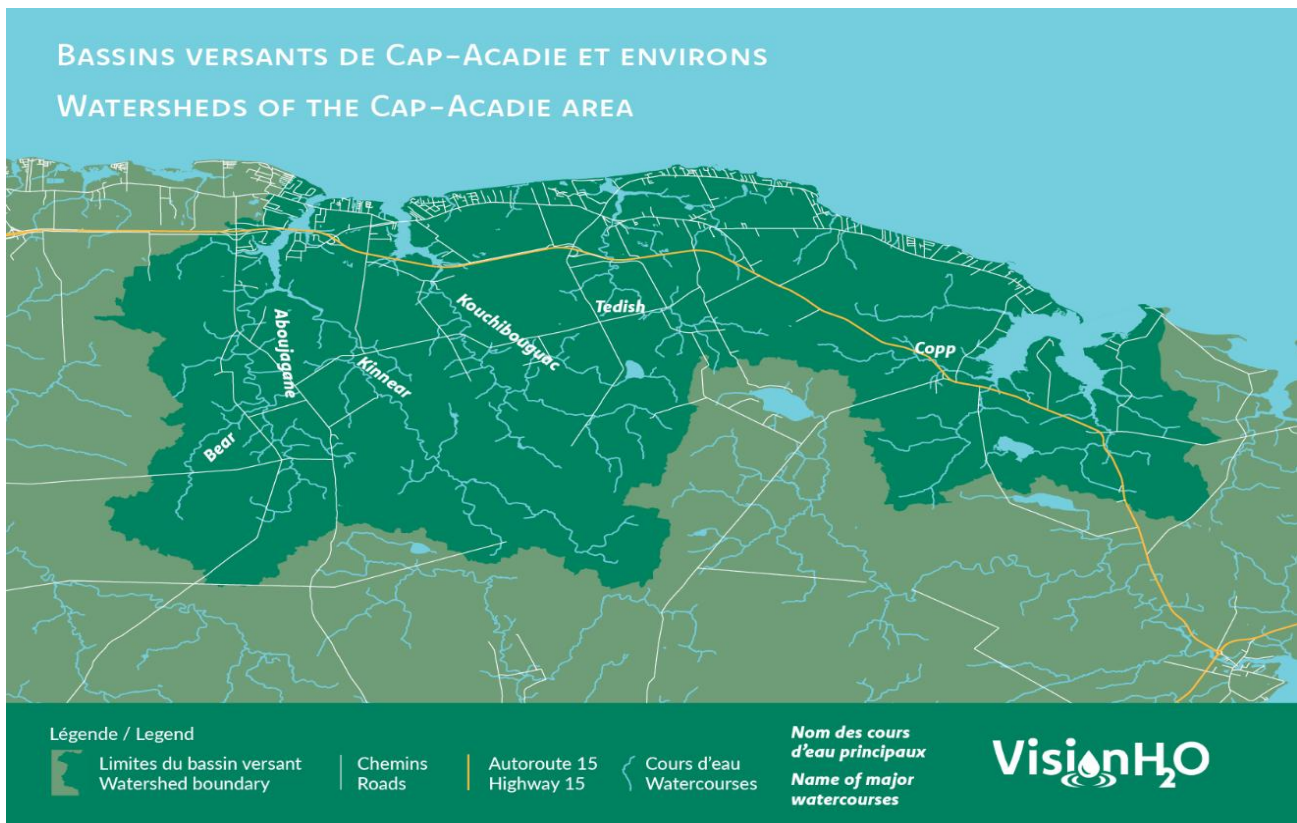 BASSINS VERSANTS DE CAP-ACADIE ET ENVIRONS
WATERSHEDS OF THE CAP-ACADIE AREA
Aboujagane
Kinnear
Kouchibouguac
Tedish
Copp
Bear
Légende / Legend
Limites du bassin versant
Watershed boundary
Chemins
Roads
Autoroute 15
Highway 15
Cours d'eau
Watercourses
Nom des cours
d'eau principaux
Name of major
watercourses
VisionH2O